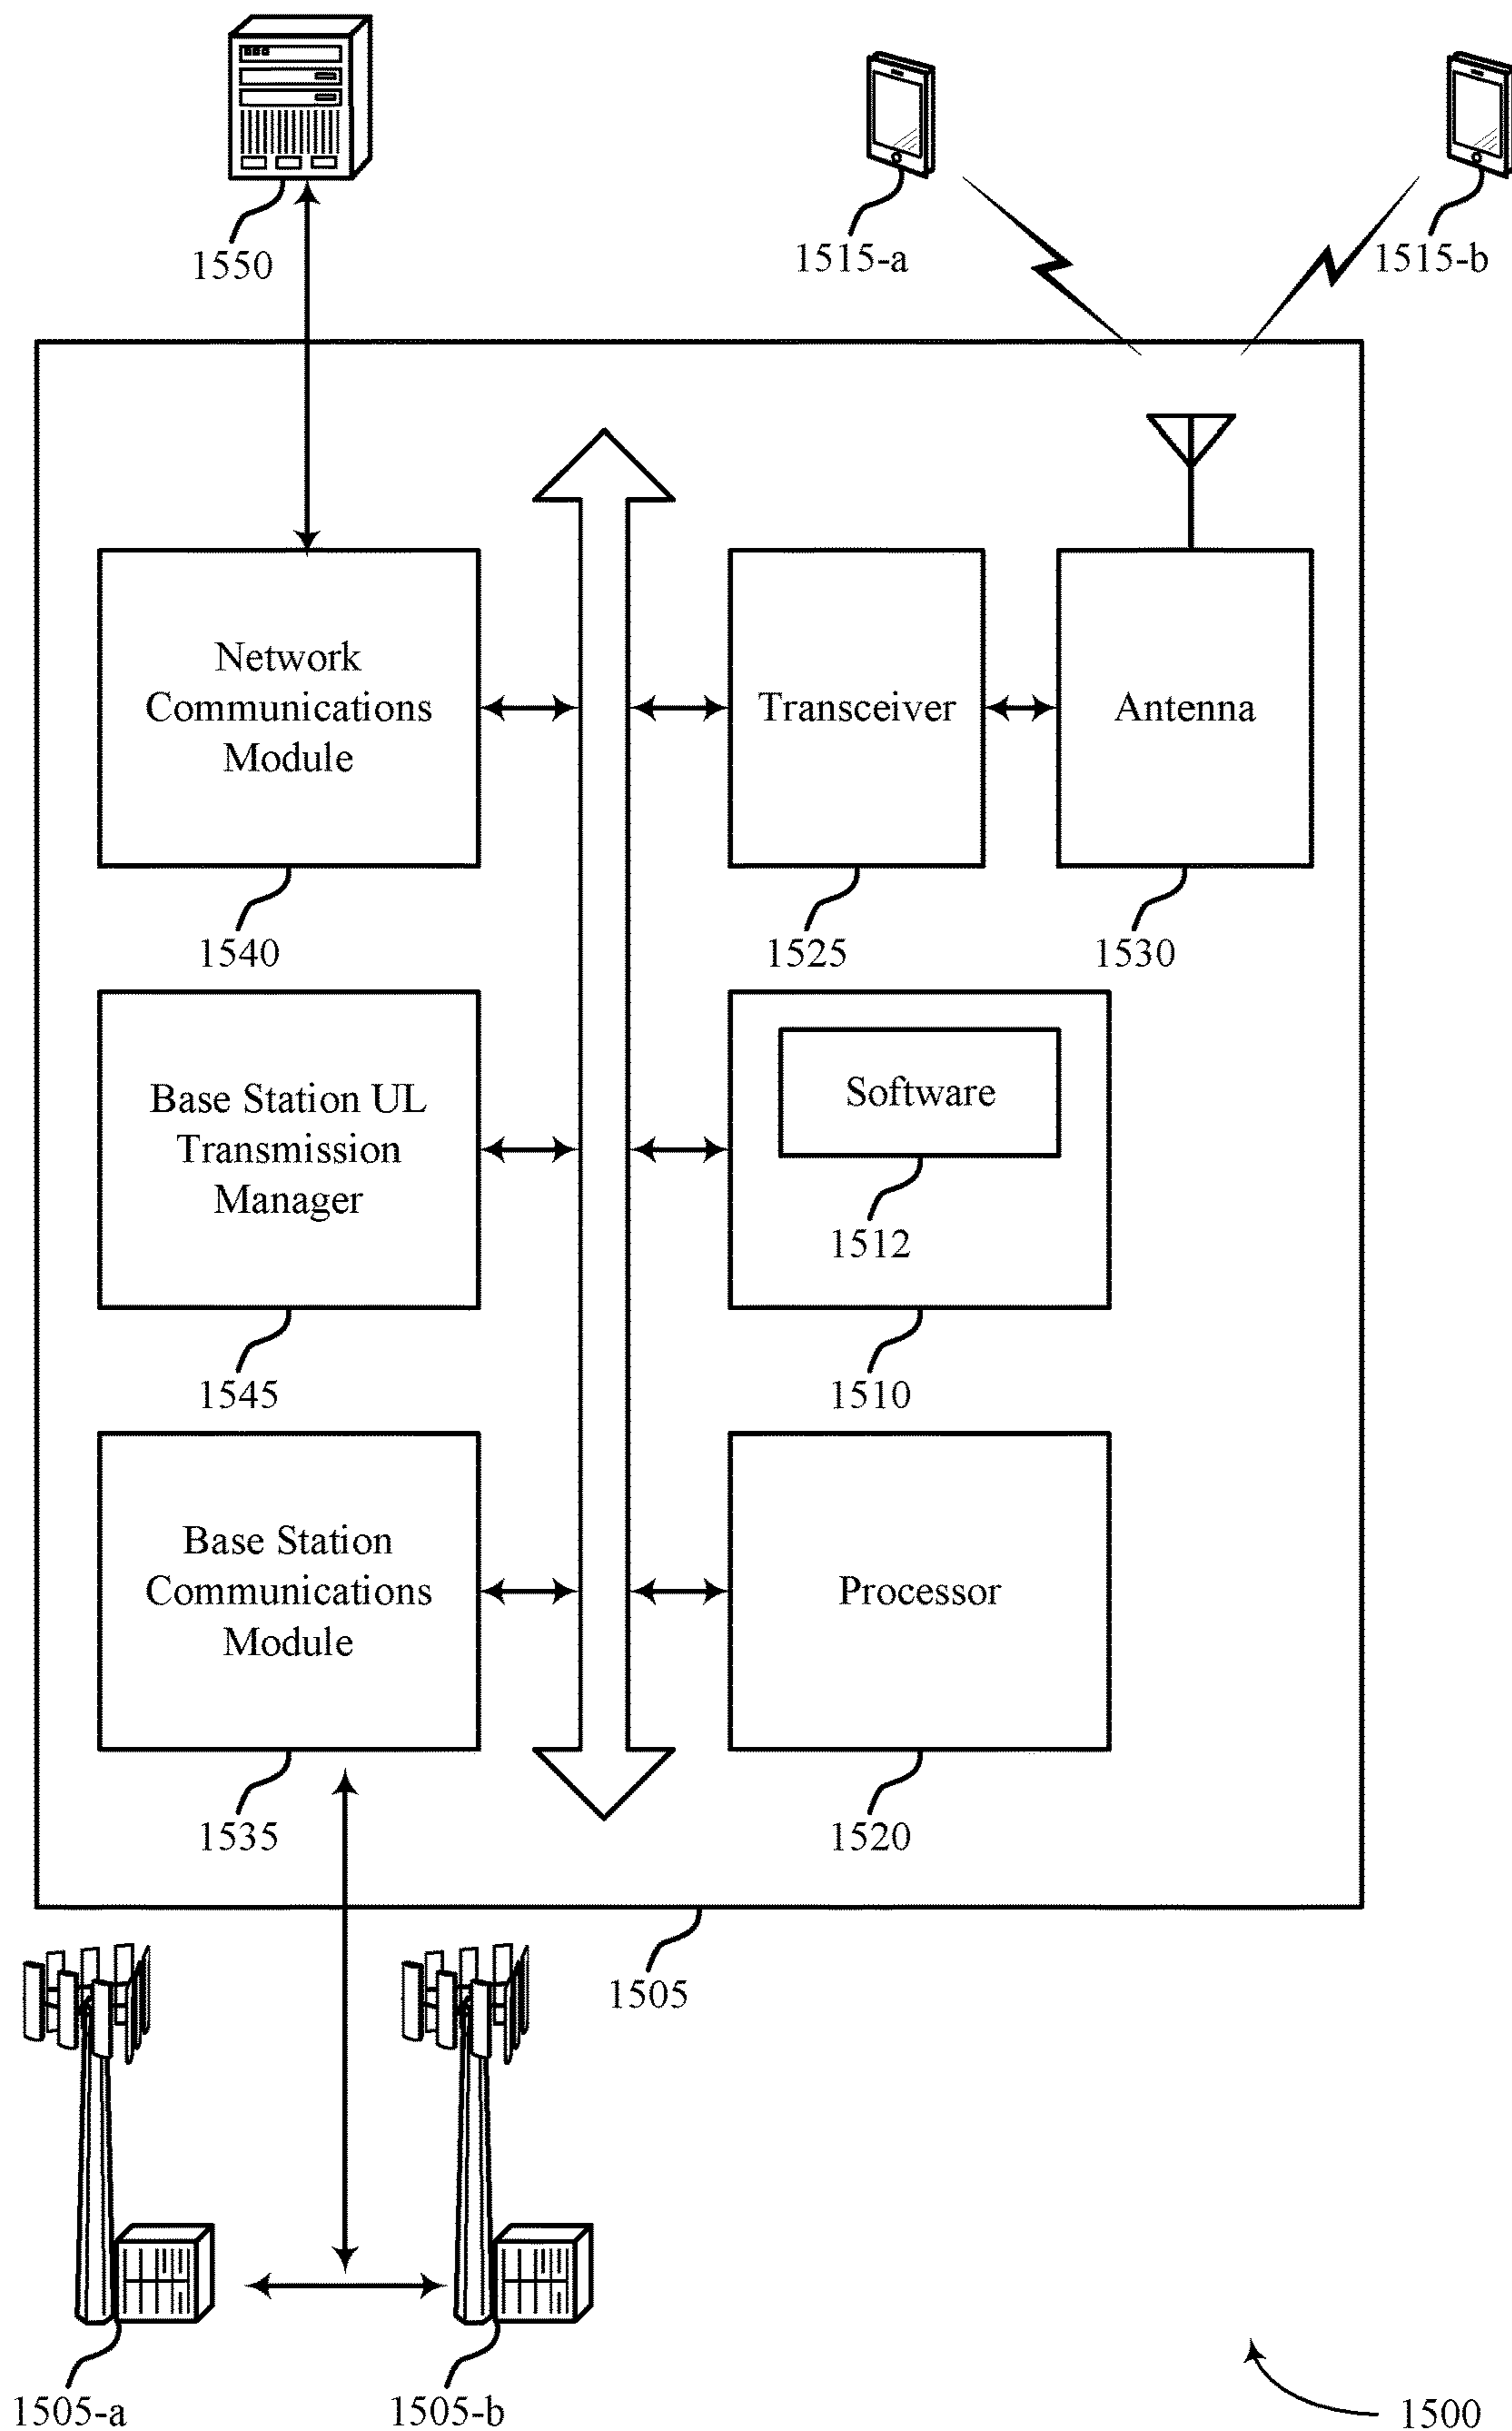 1550
1515-a
1515-b
Network
Communications
Module
Transceiver
Antenna
1540
1525
1530
Base Station UL
Transmission
Manager
Software
1512
1545
1510
Base Station
Communications
Module
Processor
1535
1520
1505
1505-a
1505-b
1500